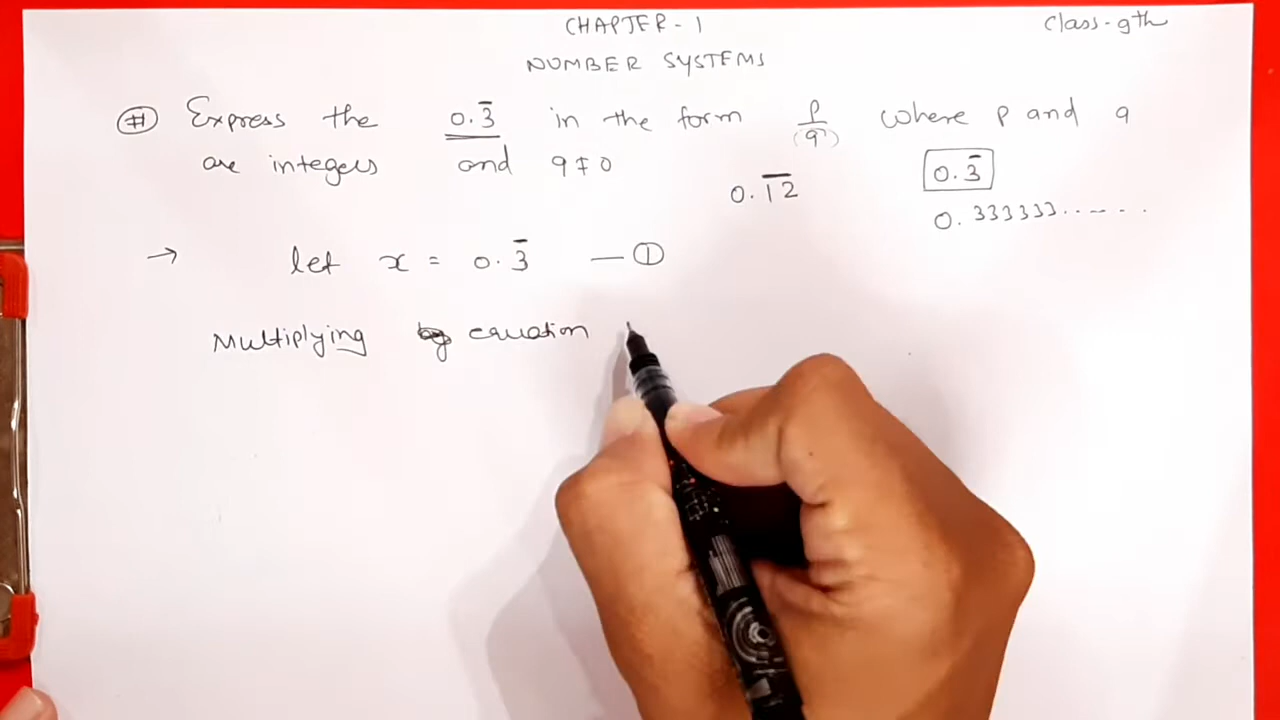 CHAPTER-1
Class-9th
NUMBER SYSTEMS
# Express the 0.3̅ in the form p/q where p and q
are integers and q≠0
0.1̅2̅
0.3̅
0.333333.......
→ let x = 0.3̅ — ①
Multiplying equation